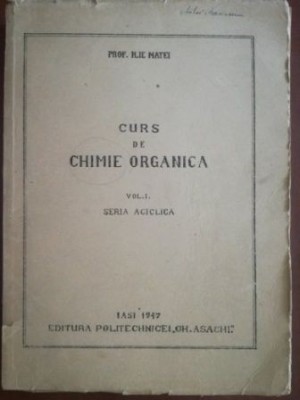 PROF. ILIE MATEI
CURS
DE
CHIMIE ORGANICA
VOL. I.
SERIA ACICLICA
IASI 1947
EDITURA POLITECHNICEI „GH. ASACHI"